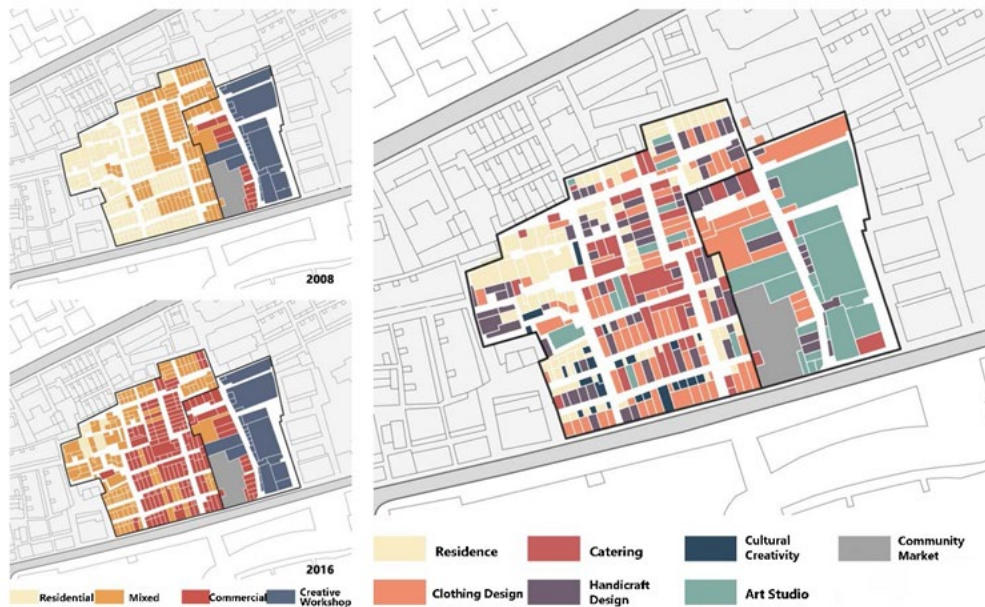 2008
2016
Residential
Mixed
Commercial
Creative
Workshop
Residence
Catering
Cultural
Creativity
Community
Market
Clothing Design
Handicraft
Design
Art Studio